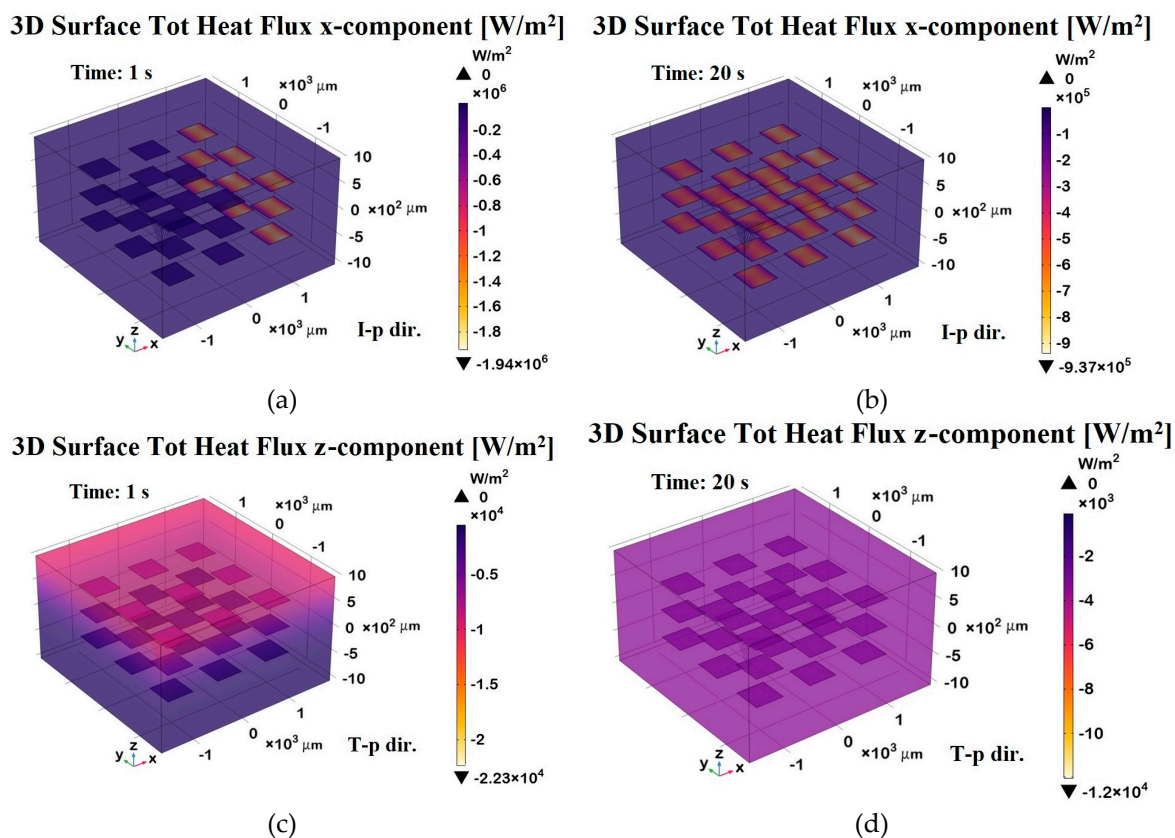 3D Surface Tot Heat Flux x-component [W/m²]
Time: 1 s
W/m²
▲ 0
×10⁶
-0.2
-0.4
-0.6
-0.8
-1
-1.2
-1.4
-1.6
-1.8
▼ -1.94×10⁶
1
×10³ µm
0
-1
10
5
0 ×10² µm
-5
-10
1
0 ×10³ µm
-1
I-p dir.
z
y x
(a)
3D Surface Tot Heat Flux x-component [W/m²]
Time: 20 s
W/m²
▲ 0
×10⁵
-1
-2
-3
-4
-5
-6
-7
-8
-9
▼ -9.37×10⁵
1
×10³ µm
0
-1
10
5
0 ×10² µm
-5
-10
1
0 ×10³ µm
-1
I-p dir.
z
y x
(b)
3D Surface Tot Heat Flux z-component [W/m²]
Time: 1 s
W/m²
▲ 0
×10⁴
-0.5
-1
-1.5
-2
▼ -2.23×10⁴
1
×10³ µm
0
-1
10
5
0 ×10² µm
-5
-10
1
0 ×10³ µm
-1
T-p dir.
z
y x
(c)
3D Surface Tot Heat Flux z-component [W/m²]
Time: 20 s
W/m²
▲ 0
×10³
-2
-4
-6
-8
-10
▼ -1.2×10⁴
1
×10³ µm
0
-1
10
5
0 ×10² µm
-5
-10
1
0 ×10³ µm
-1
T-p dir.
z
y x
(d)